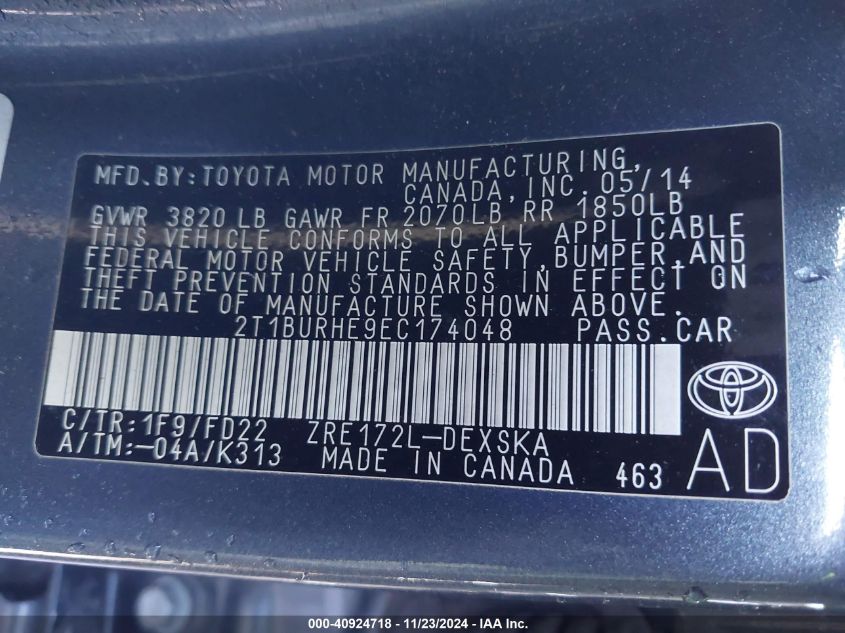 MFD.BY:TOYOTA MOTOR MANUFACTURING,
CANADA,INC. 05/14
GVWR 3820 LB GAWR FR 2070LB RR 1850LB
THIS VEHICLE CONFORMS TO ALL APPLICABLE
FEDERAL MOTOR VEHICLE SAFETY,BUMPER,AND
THEFT PREVENTION STANDARDS IN EFFECT ON
THE DATE OF MANUFACTURE SHOWN ABOVE.
2T1BURHE9EC174048 PASS.CAR
C/TR:1F9/FD22 ZRE172L-DEXSKA
A/TM:-04A/K313 MADE IN CANADA 463 AD
000-40924718 - 11/23/2024 - IAA Inc.